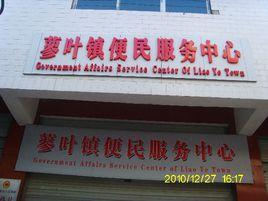 蓼叶镇便民服务中心
Government Affairs Service Center Of Liao Ye Town
蓼叶镇便民服务中心
Government Affairs Service Center of Liao Ye Town
2010/12/27 16:17